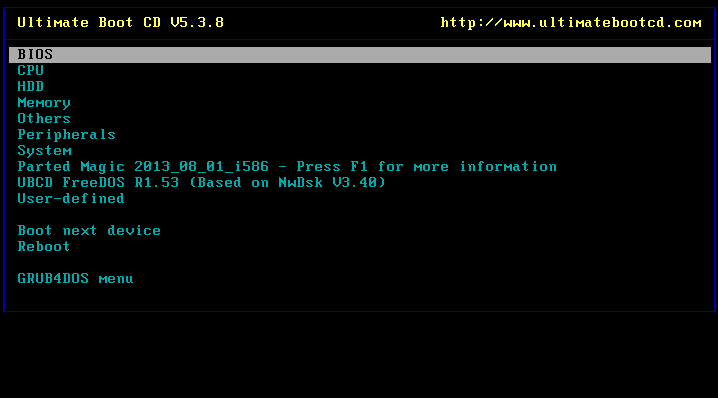 Ultimate Boot CD V5.3.8 http://www.ultimatebootcd.com
BIOS
CPU
HDD
Memory
Others
Peripherals
System
Parted Magic 2013_08_01_i586 - Press F1 for more information
UBCD FreeDOS R1.53 (Based on NwDsk V3.40)
User-defined
Boot next device
Reboot
GRUB4DOS menu